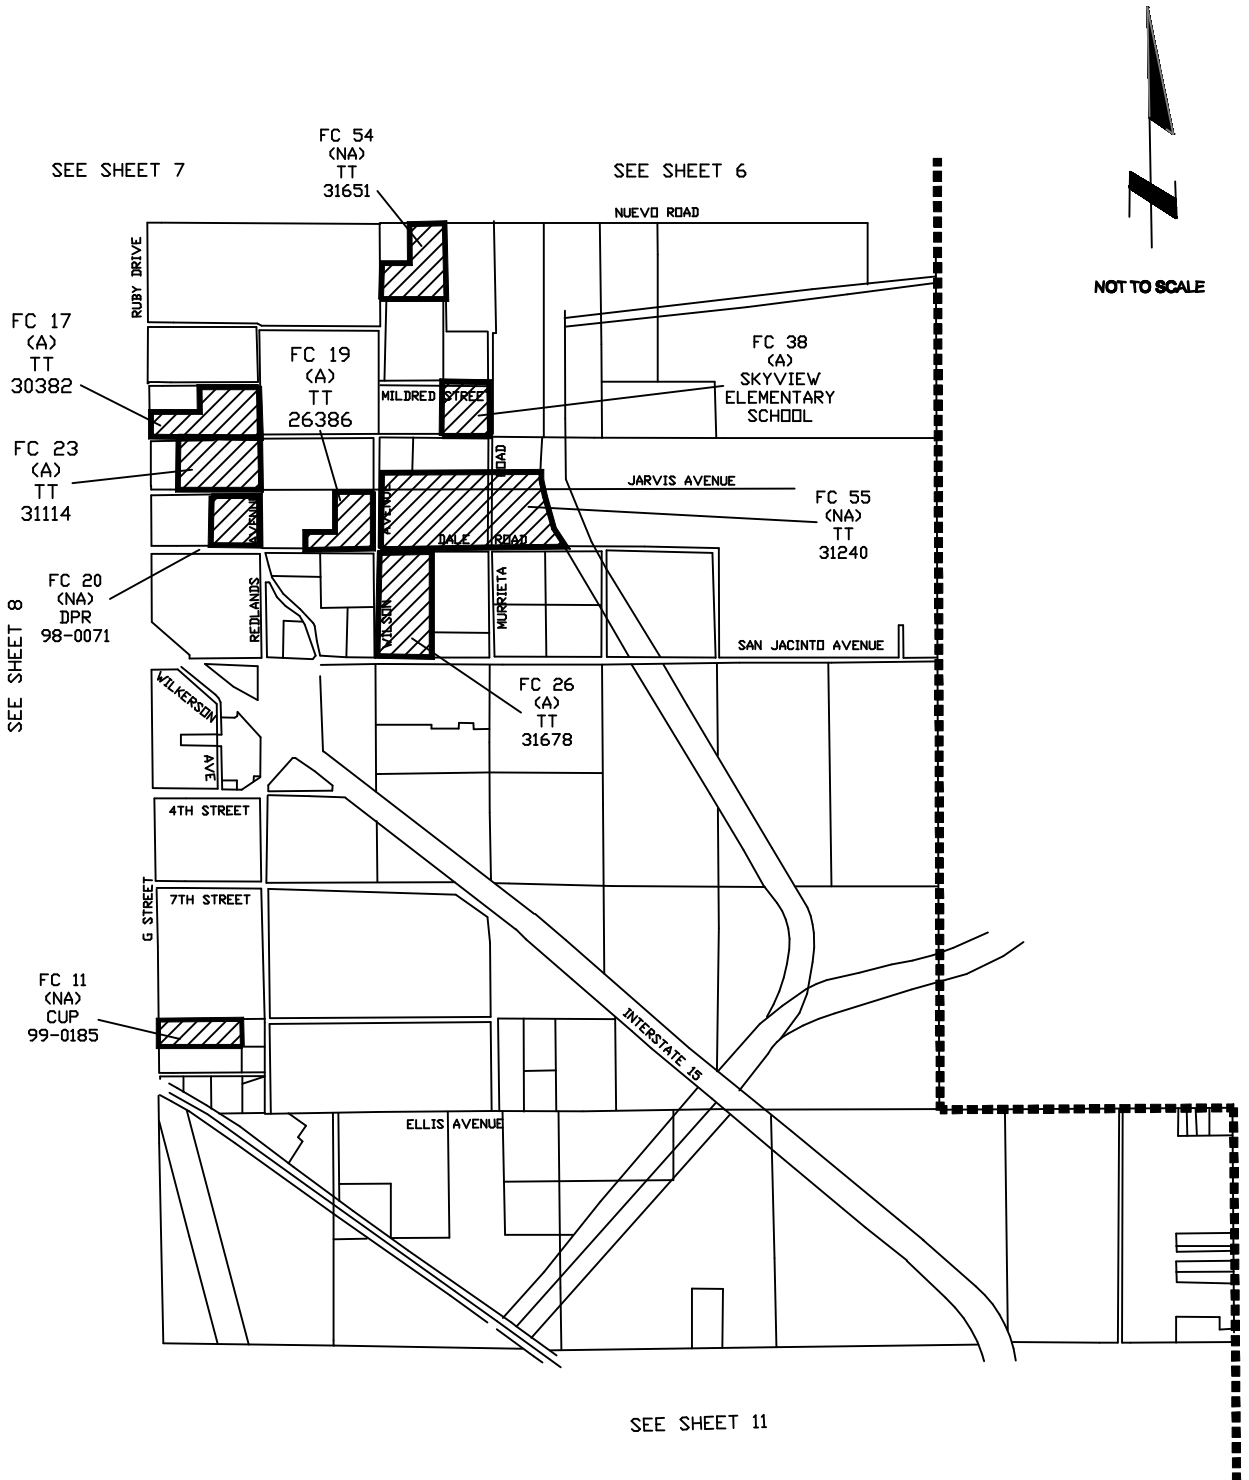 FC 54
(NA)
TT
31651
SEE SHEET 7
SEE SHEET 6
NUEVO ROAD
RUBY DRIVE
NOT TO SCALE
FC 17
(A)
TT
30382
FC 19
(A)
TT
26386
FC 38
(A)
SKYVIEW
ELEMENTARY
SCHOOL
MILDRED STREE
FC 23
(A)
TT
31114
ROAD
JARVIS AVENUE
AVENUE
AVENUE
FC 55
(NA)
TT
31240
DALE ROAD
FC 20
(NA)
DPR
98-0071
REDLANDS
WILSON
MURRIETA
SEE SHEET 8
SAN JACINTO AVENUE
WILKERSON
AVE
FC 26
(A)
TT
31678
4TH STREET
G STREET
7TH STREET
FC 11
(NA)
CUP
99-0185
INTERSTATE 15
ELLIS AVENUE
SEE SHEET 11